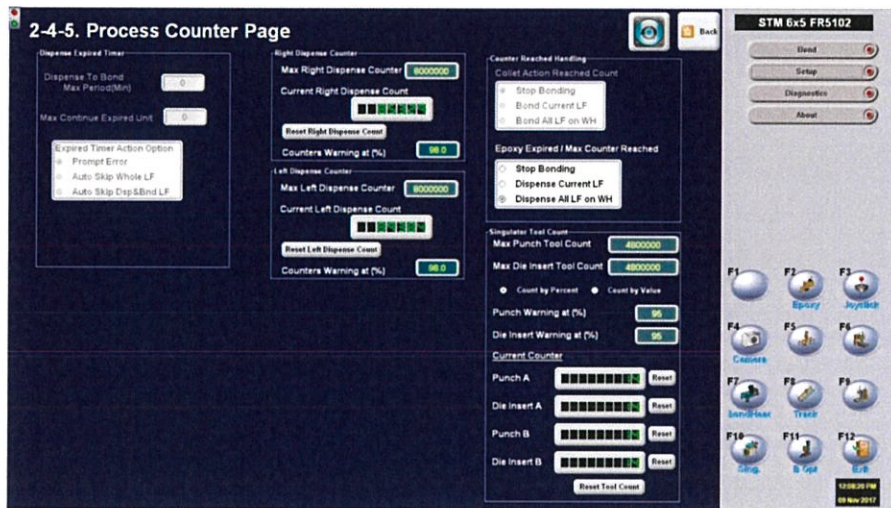 2-4-5. Process Counter Page
Back
STM 6x5 FR5102
Bond
Setup
Diagnostics
About
Dispense Expired Timer
Dispense To Bond
Max Period(Min)
0
Max Continue Expired Unit
0
Expired Timer Action Option
Prompt Error
Auto Skip Whole LF
Auto Skip Dsp&Bnd LF
Right Dispense Counter
Max Right Dispense Counter 8000000
Current Right Dispense Count
Reset Right Dispense Count
Counters Warning at (%) 98.0
Left Dispense Counter
Max Left Dispense Counter 8000000
Current Left Dispense Count
Reset Left Dispense Count
Counters Warning at (%) 98.0
Counter Reached Handling
Collet Action Reached Count
Stop Bonding
Bond Current LF
Bond All LF on WH
Epoxy Expired / Max Counter Reached
Stop Bonding
Dispense Current LF
Dispense All LF on WH
Singulator Tool Count
Max Punch Tool Count 4800000
Max Die Insert Tool Count 4800000
Count by Percent Count by Value
Punch Warning at (%) 95
Die Insert Warning at (%) 95
Current Counter
Punch A Reset
Die Insert A Reset
Punch B Reset
Die Insert B Reset
Reset Tool Count
F1 F2 F3
Epoxy Joystick
F4 F5 F6
Camera
F7 F8 F9
BondHead Track
F10 F11 F12
Sing. B Opt Exit
12:08:20 PM
09 Nov 2017